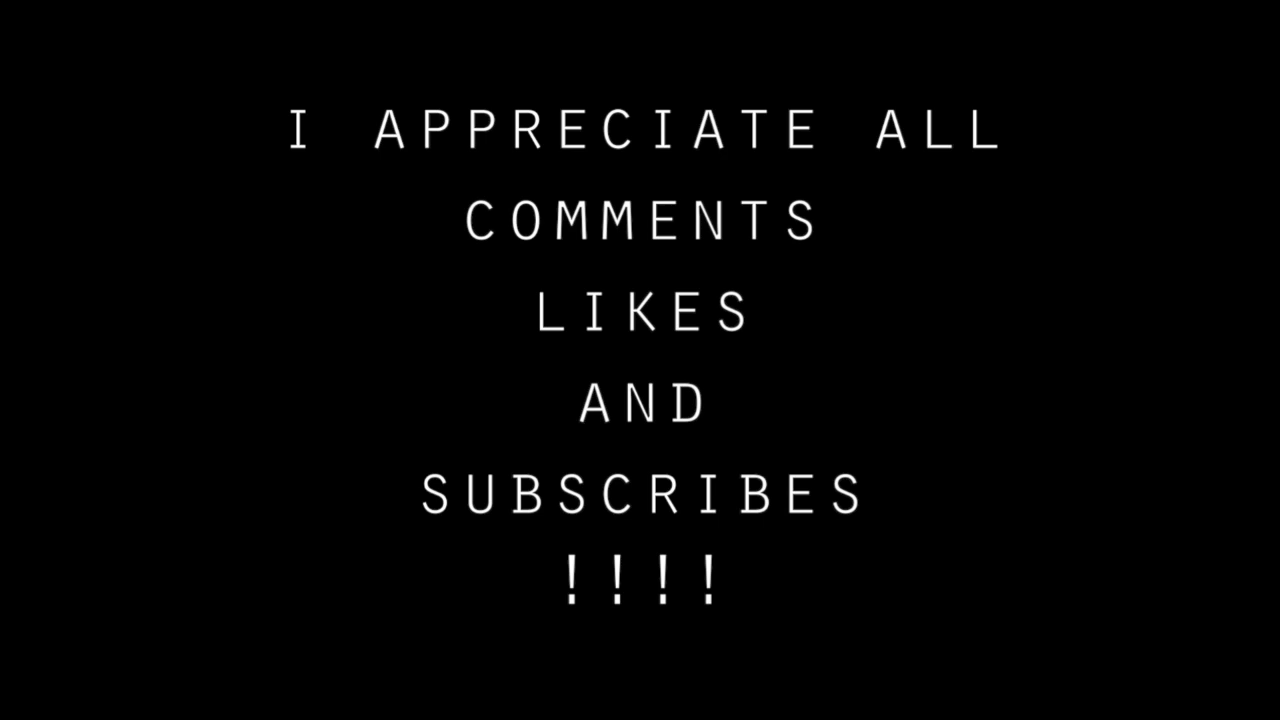 I APPRECIATE ALL
COMMENTS
LIKES
AND
SUBSCRIBES
!!!!